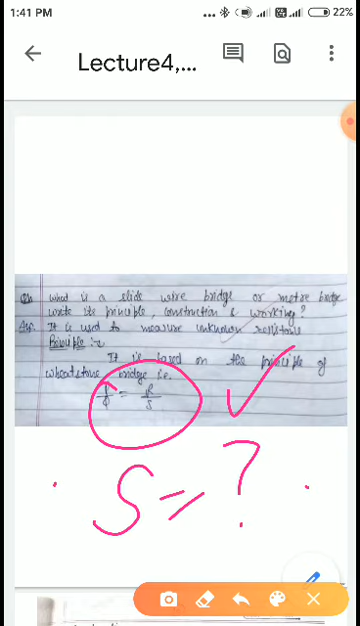 1:41 PM
22%
Lecture4,...
Qn. What is a slide wire bridge or metre bridge
write its principle, construction & working?
Ans. It is used to measure unknown resistance
Principle :-
It is based on the principle of
wheatstone bridge i.e.
P/Q = R/S
S = ?